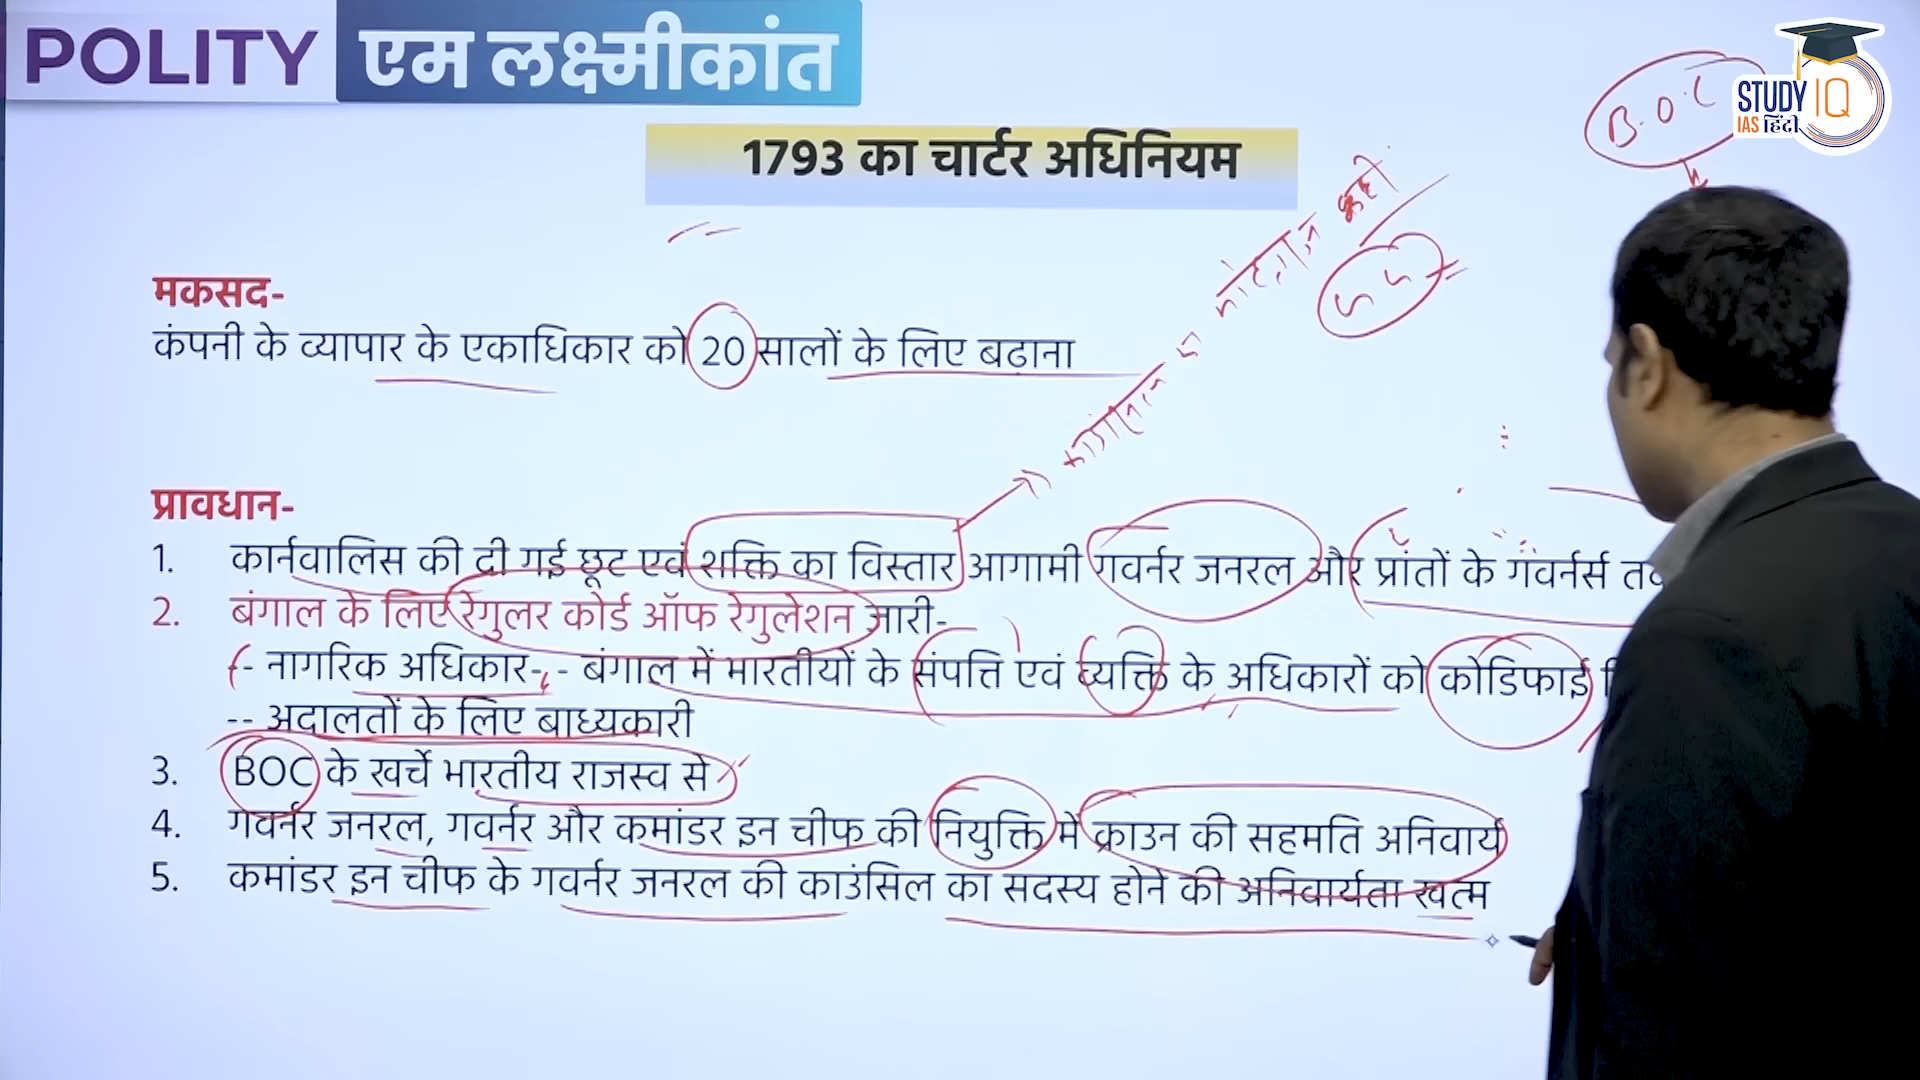 POLITY एम लक्ष्मीकांत
STUDY IQ
IAS हिंदी
B.O.C
1793 का चार्टर अधिनियम
मकसद-
कंपनी के व्यापार के एकाधिकार को 20 सालों के लिए बढ़ाना
प्रावधान-
1. कार्नवालिस की दी गई छूट एवं शक्ति का विस्तार आगामी गवर्नर जनरल और प्रांतों के गवर्नर्स
2. बंगाल के लिए रेगुलर कोर्ड ऑफ रेगुलेशन जारी-
-- नागरिक अधिकार- - बंगाल में भारतीयों के संपत्ति एवं व्यक्ति के अधिकारों को कोडिफाई
-- अदालतों के लिए बाध्यकारी
3. BOC के खर्चे भारतीय राजस्व से
4. गवर्नर जनरल, गवर्नर और कमांडर इन चीफ की नियुक्ति में क्राउन की सहमति अनिवार्य
5. कमांडर इन चीफ के गवर्नर जनरल की काउंसिल का सदस्य होने की अनिवार्यता खत्म